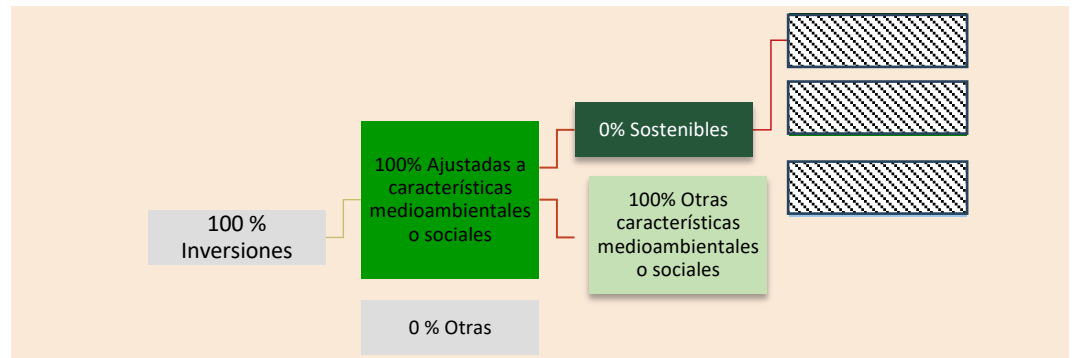 100 %
Inversiones
100% Ajustadas a
características
medioambientales
o sociales
0 % Otras
0% Sostenibles
100% Otras
características
medioambientales
o sociales